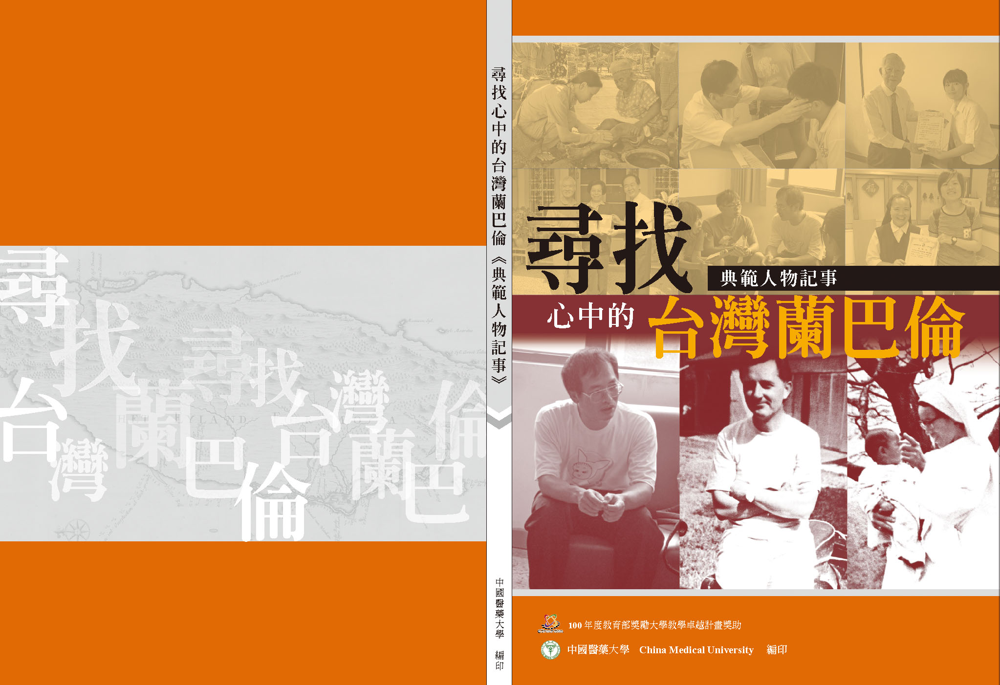 尋找
典範人物記事
心中的台灣蘭巴倫
100 年度教育部獎勵大學教學卓越計畫獎助
中國醫藥大學 China Medical University 編印
尋找心中的台灣蘭巴倫《典範人物記事》
中國醫藥大學 編印
尋找
台灣蘭巴倫
尋找
台灣蘭巴倫
福